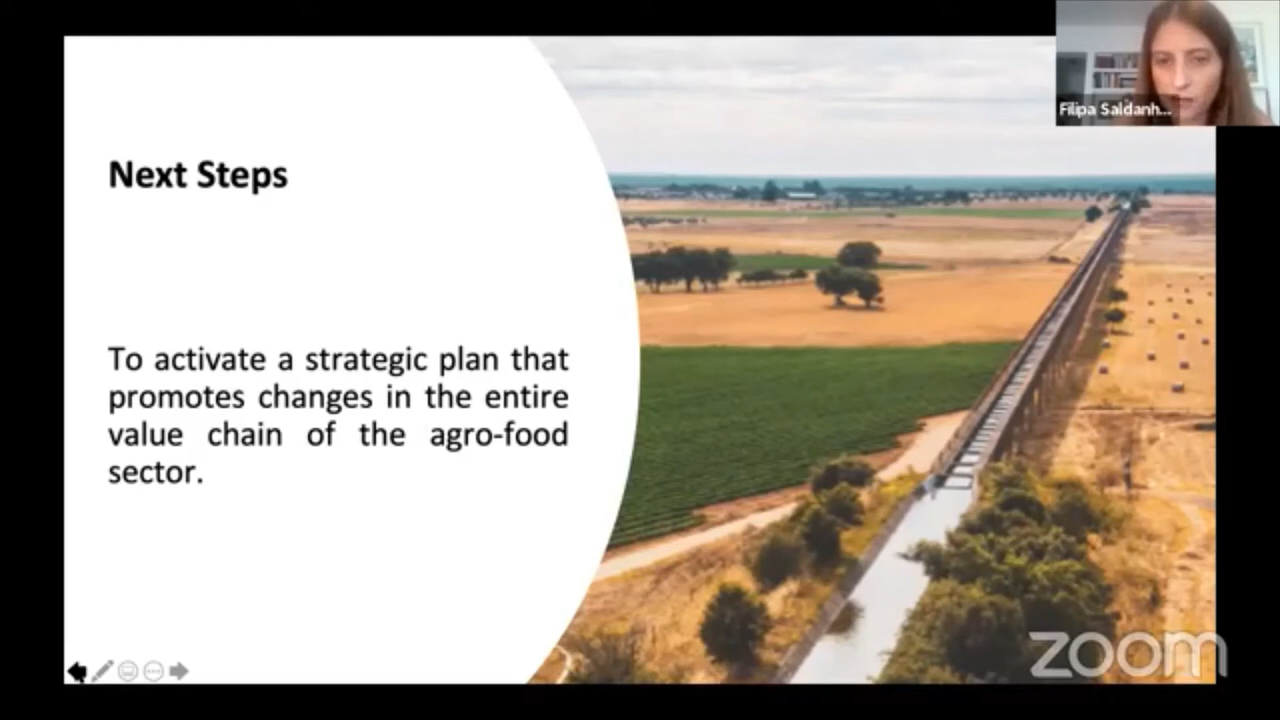 Filipa Saldanh...
Next Steps
To activate a strategic plan that
promotes changes in the entire
value chain of the agro-food
sector.
zoom